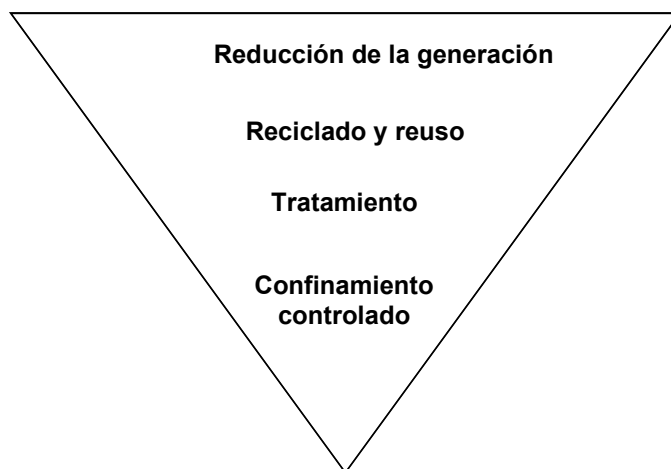 Reducción de la generación
Reciclado y reuso
Tratamiento
Confinamiento
controlado